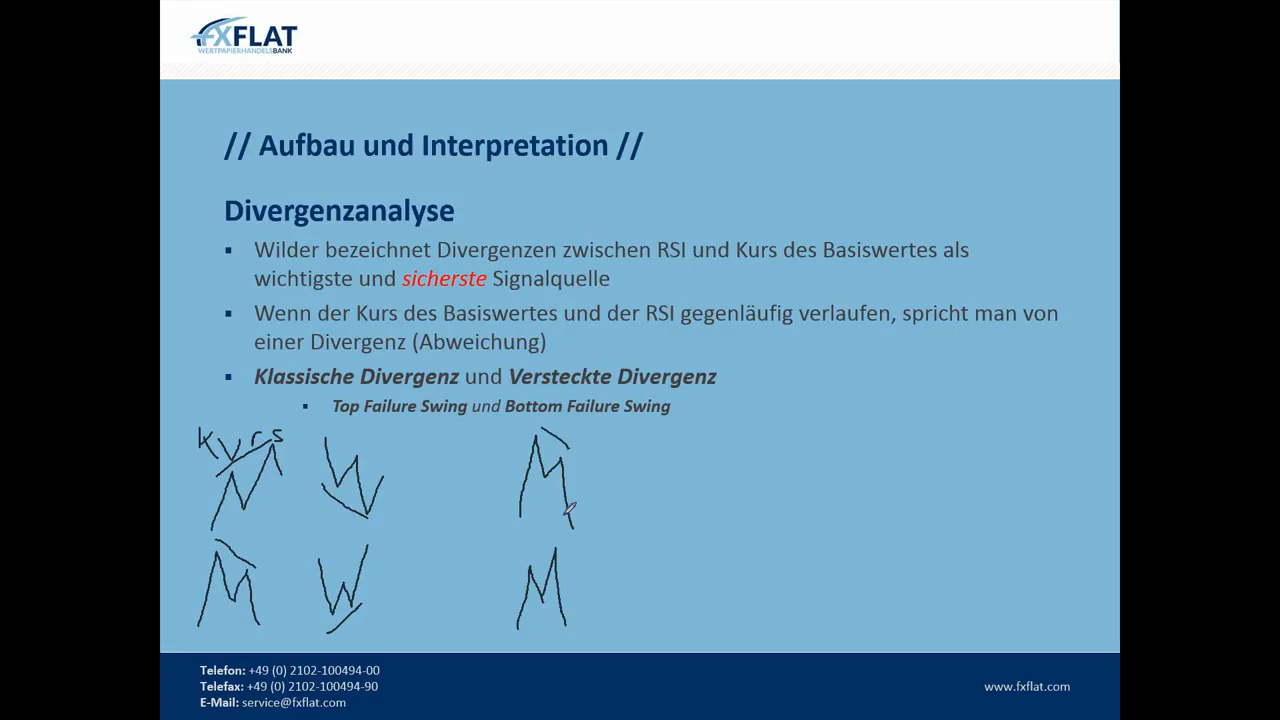 FXFLAT
WERTPAPIERHANDELSBANK
// Aufbau und Interpretation //
Divergenzanalyse
▪ Wilder bezeichnet Divergenzen zwischen RSI und Kurs des Basiswertes als
wichtigste und sicherste Signalquelle
▪ Wenn der Kurs des Basiswertes und der RSI gegenläufig verlaufen, spricht man von
einer Divergenz (Abweichung)
▪ Klassische Divergenz und Versteckte Divergenz
▪ Top Failure Swing und Bottom Failure Swing
Kurs
Telefon: +49 (0) 2102-100494-00
Telefax: +49 (0) 2102-100494-90
E-Mail: service@fxflat.com
www.fxflat.com